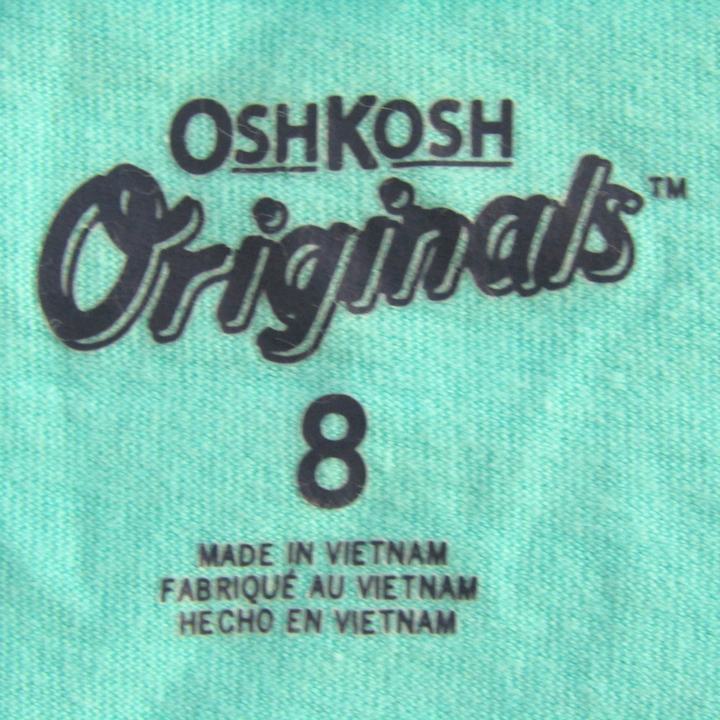 OSHKOSH
Originals™
8
MADE IN VIETNAM
FABRIQUÉ AU VIETNAM
HECHO EN VIETNAM